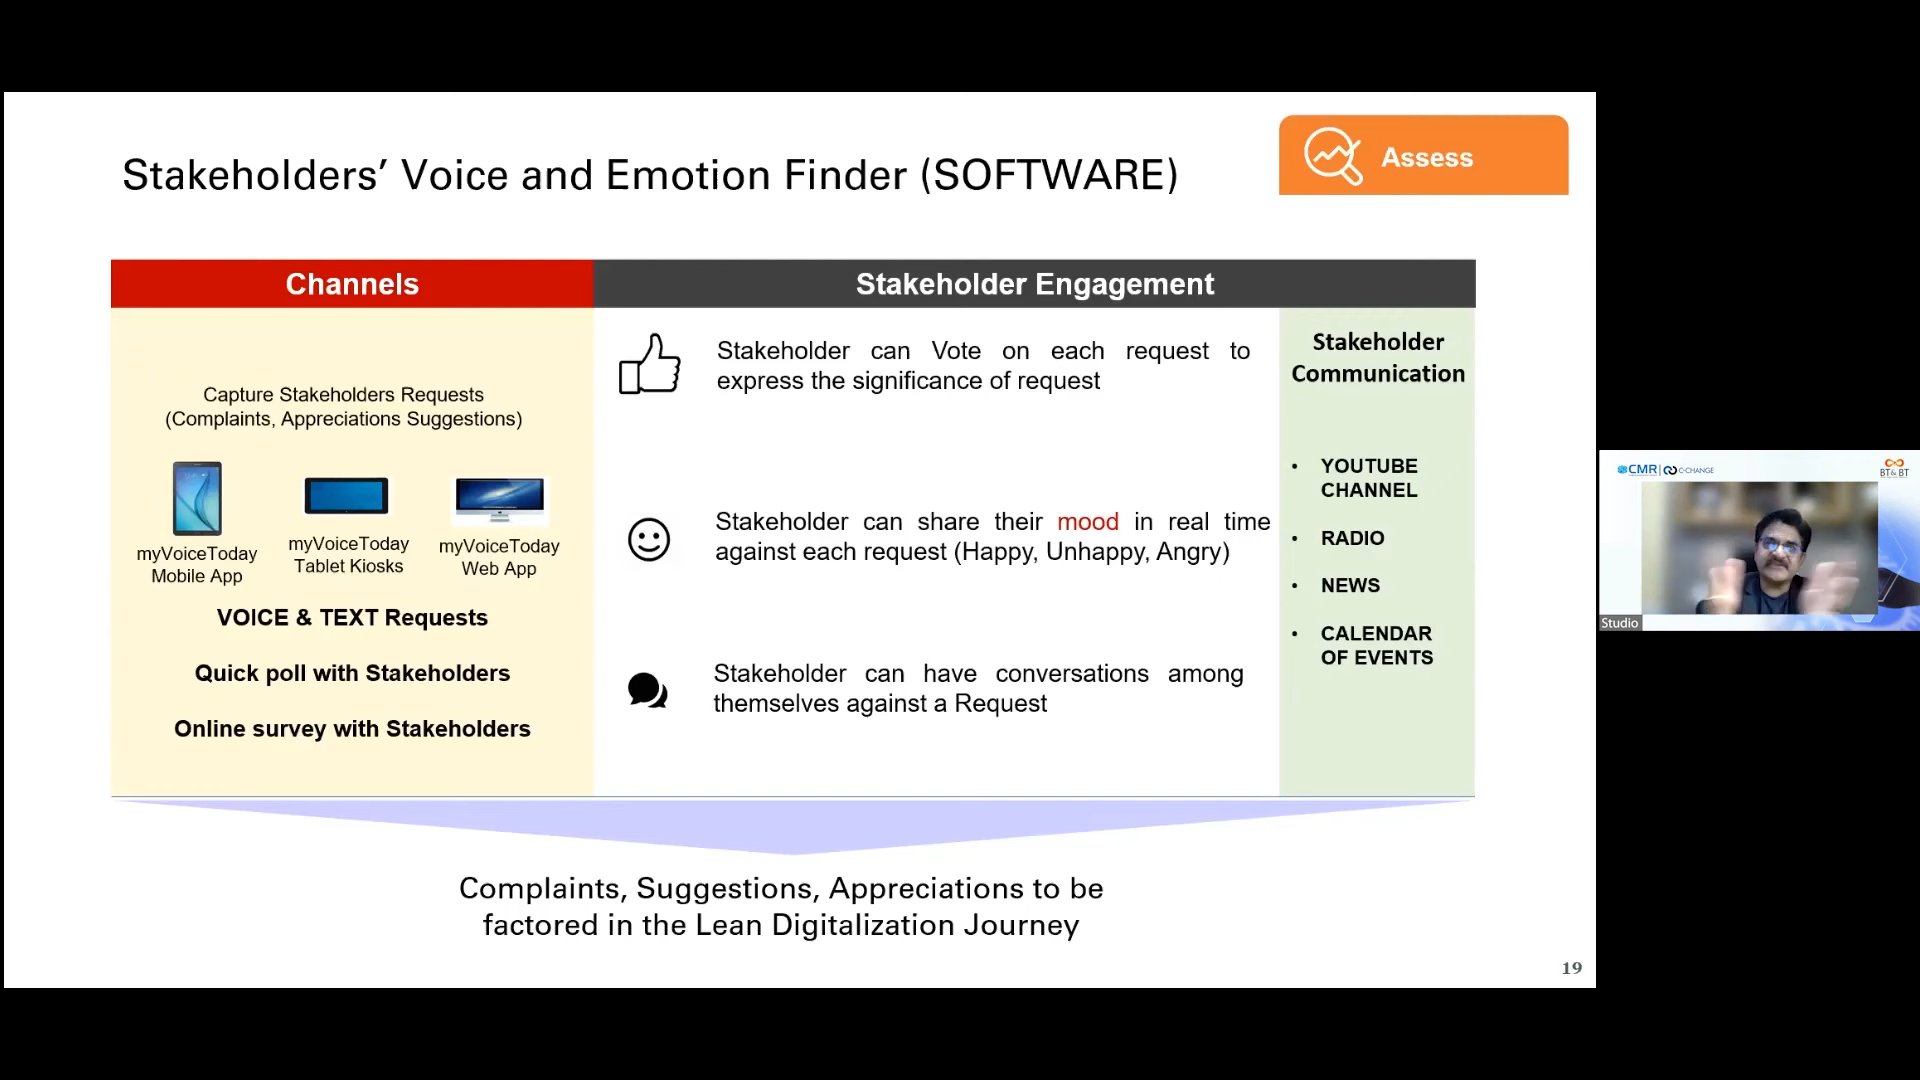 Stakeholders' Voice and Emotion Finder (SOFTWARE)
Assess
Channels
Stakeholder Engagement
Capture Stakeholders Requests
(Complaints, Appreciations Suggestions)
myVoiceToday
Mobile App
myVoiceToday
Tablet Kiosks
myVoiceToday
Web App
VOICE & TEXT Requests
Quick poll with Stakeholders
Online survey with Stakeholders
Stakeholder can Vote on each request to
express the significance of request
Stakeholder can share their mood in real time
against each request (Happy, Unhappy, Angry)
Stakeholder can have conversations among
themselves against a Request
Stakeholder
Communication
• YOUTUBE
CHANNEL
• RADIO
• NEWS
• CALENDAR
OF EVENTS
Complaints, Suggestions, Appreciations to be
factored in the Lean Digitalization Journey
19
CMR C-CHANGE
BT& BT
Studio